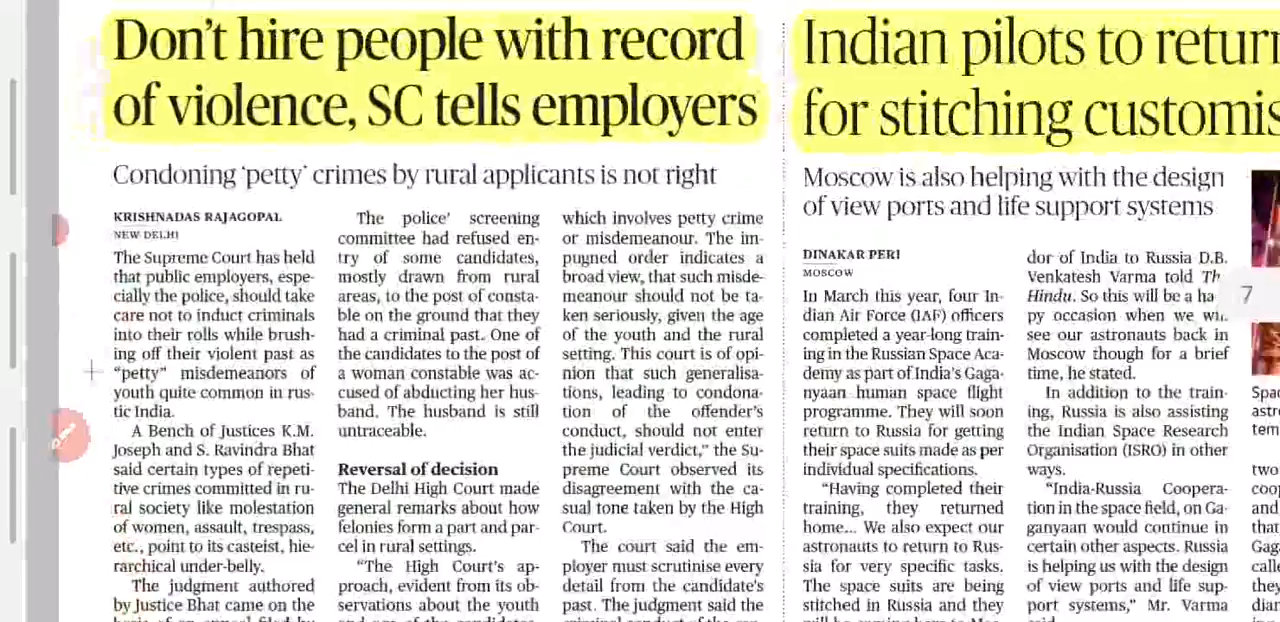 Don't hire people with record
of violence, SC tells employers
Condoning 'petty' crimes by rural applicants is not right
KRISHNADAS RAJAGOPAL
NEW DELHI
The Supreme Court has held
that public employers, espe-
cially the police, should take
care not to induct criminals
into their rolls while brush-
ing off their violent past as
"petty" misdemeanors of
youth quite common in rus-
tic India.
A Bench of Justices K.M.
Joseph and S. Ravindra Bhat
said certain types of repeti-
tive crimes committed in ru-
ral society like molestation
of women, assault, trespass,
etc., point to its casteist, hie-
rarchical under-belly.
The judgment authored
by Justice Bhat came on the
The police' screening
committee had refused en-
try of some candidates,
mostly drawn from rural
areas, to the post of consta-
ble on the ground that they
had a criminal past. One of
the candidates to the post of
a woman constable was ac-
cused of abducting her hus-
band. The husband is still
untraceable.
Reversal of decision
The Delhi High Court made
general remarks about how
felonies form a part and par-
cel in rural settings.
"The High Court's ap-
proach, evident from its ob-
servations about the youth
which involves petty crime
or misdemeanour. The im-
pugned order indicates a
broad view, that such misde-
meanour should not be ta-
ken seriously, given the age
of the youth and the rural
setting. This court is of opi-
nion that such generalisa-
tions, leading to condona-
tion of the offender's
conduct, should not enter
the judicial verdict," the Su-
preme Court observed its
disagreement with the ca-
sual tone taken by the High
Court.
The court said the em-
ployer must scrutinise every
detail from the candidate's
past. The judgment said the
Indian pilots to return
for stitching customis
Moscow is also helping with the design
of view ports and life support systems
DINAKAR PERI
MOSCOW
In March this year, four In-
dian Air Force (IAF) officers
completed a year-long train-
ing in the Russian Space Aca-
demy as part of India's Gaga-
nyaan human space flight
programme. They will soon
return to Russia for getting
their space suits made as per
individual specifications.
"Having completed their
training, they returned
home... We also expect our
astronauts to return to Rus-
sia for very specific tasks.
The space suits are being
stitched in Russia and they
dor of India to Russia D.B.
Venkatesh Varma told Th
Hindu. So this will be a ha
py occasion when we wil
see our astronauts back in
Moscow though for a brief
time, he stated.
In addition to the train-
ing, Russia is also assisting
the Indian Space Research
Organisation (ISRO) in other
ways.
"India-Russia Coopera-
tion in the space field, on Ga-
ganyaan would continue in
certain other aspects. Russia
is helping us with the design
of view ports and life sup-
port systems," Mr. Varma
7
Spac
astr
tem
two
coo
and
that
Gag
calle
they
dian